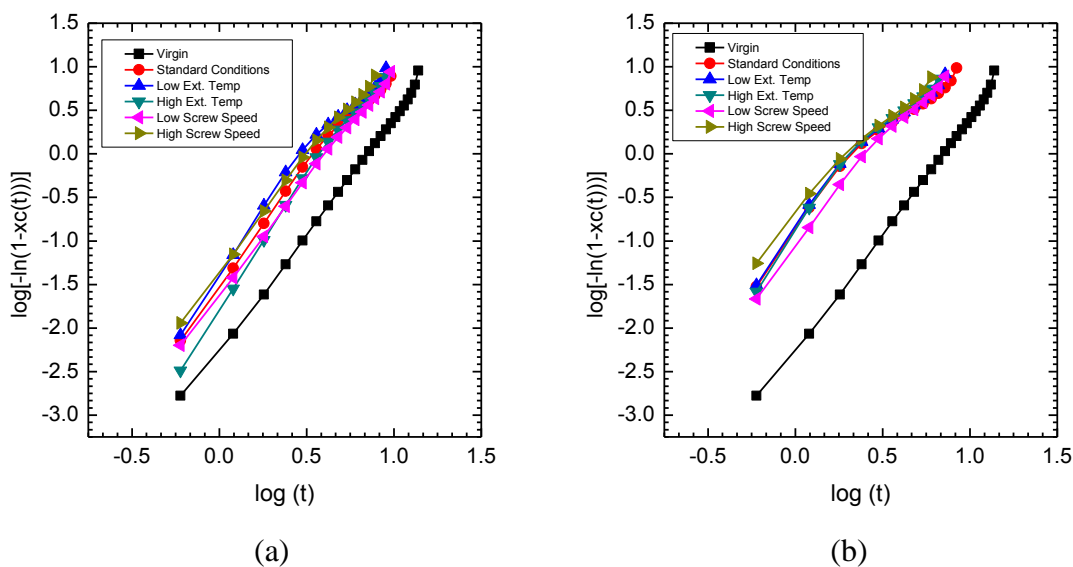 1.5
1.0
0.5
0.0
-0.5
-1.0
-1.5
-2.0
-2.5
-3.0
log[-ln(1-xc(t)))]
Virgin
Standard Conditions
Low Ext. Temp
High Ext. Temp
Low Screw Speed
High Screw Speed
-0.5 0.0 0.5 1.0 1.5
log (t)
(a)
1.5
1.0
0.5
0.0
-0.5
-1.0
-1.5
-2.0
-2.5
-3.0
log[-ln(1-xc(t)))]
Virgin
Standard Conditions
Low Ext. Temp
High Ext. Temp
Low Screw Speed
High Screw Speed
-0.5 0.0 0.5 1.0 1.5
log (t)
(b)